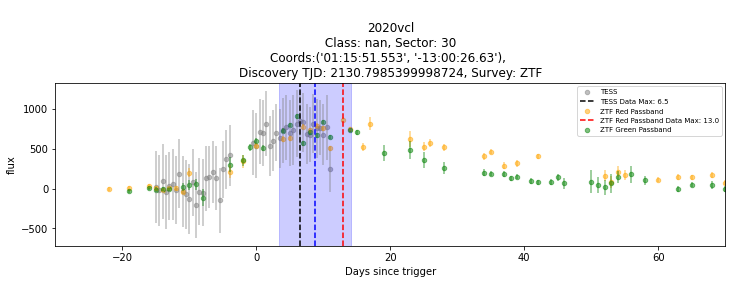 2020vcl
Class: nan, Sector: 30
Coords:('01:15:51.553', '-13:00:26.63'),
Discovery TJD: 2130.7985399998724, Survey: ZTF
TESS
TESS Data Max: 6.5
ZTF Red Passband
ZTF Red Passband Data Max: 13.0
ZTF Green Passband
flux
1000
500
0
−500
−20
0
20
40
60
Days since trigger